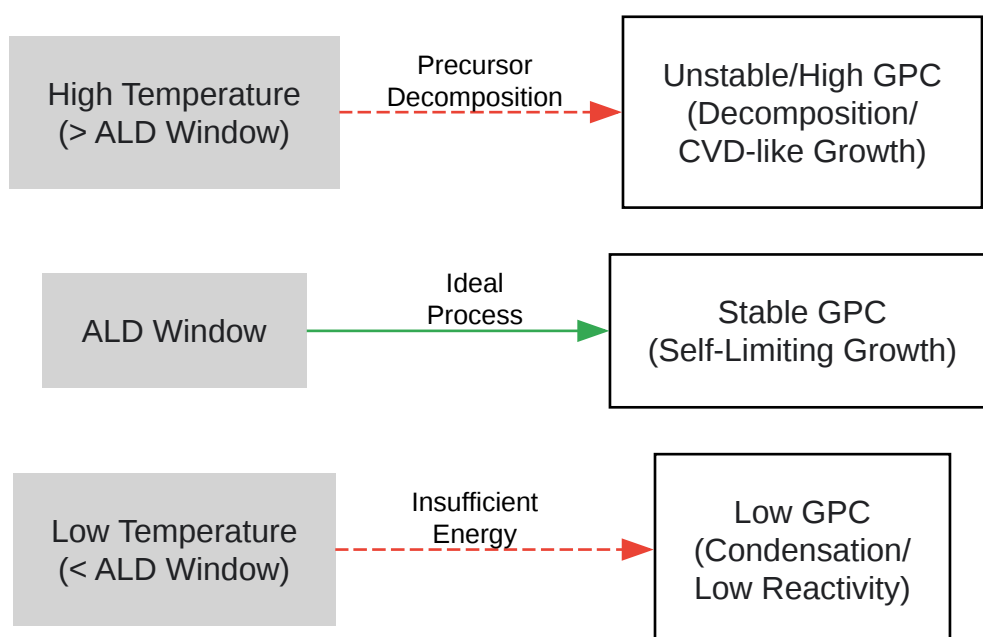 High Temperature
(> ALD Window)
Precursor
Decomposition
Unstable/High GPC
(Decomposition/
CVD-like Growth)
ALD Window
Ideal
Process
Stable GPC
(Self-Limiting Growth)
Low Temperature
(< ALD Window)
Insufficient
Energy
Low GPC
(Condensation/
Low Reactivity)